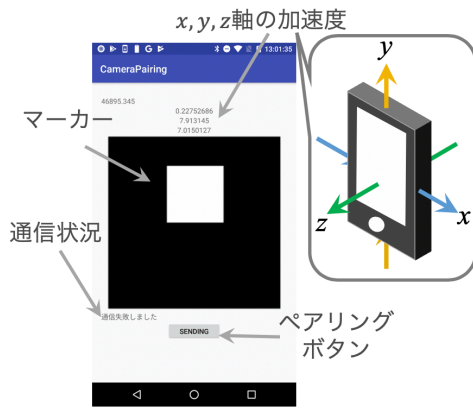 x, y, z軸の加速度
13:01:35
CameraPairing
46895.345
0.22752686
7.913145
7.0150127
マーカー
通信状況
通信失敗しました
SENDING
ペアリング
ボタン
y
z
x